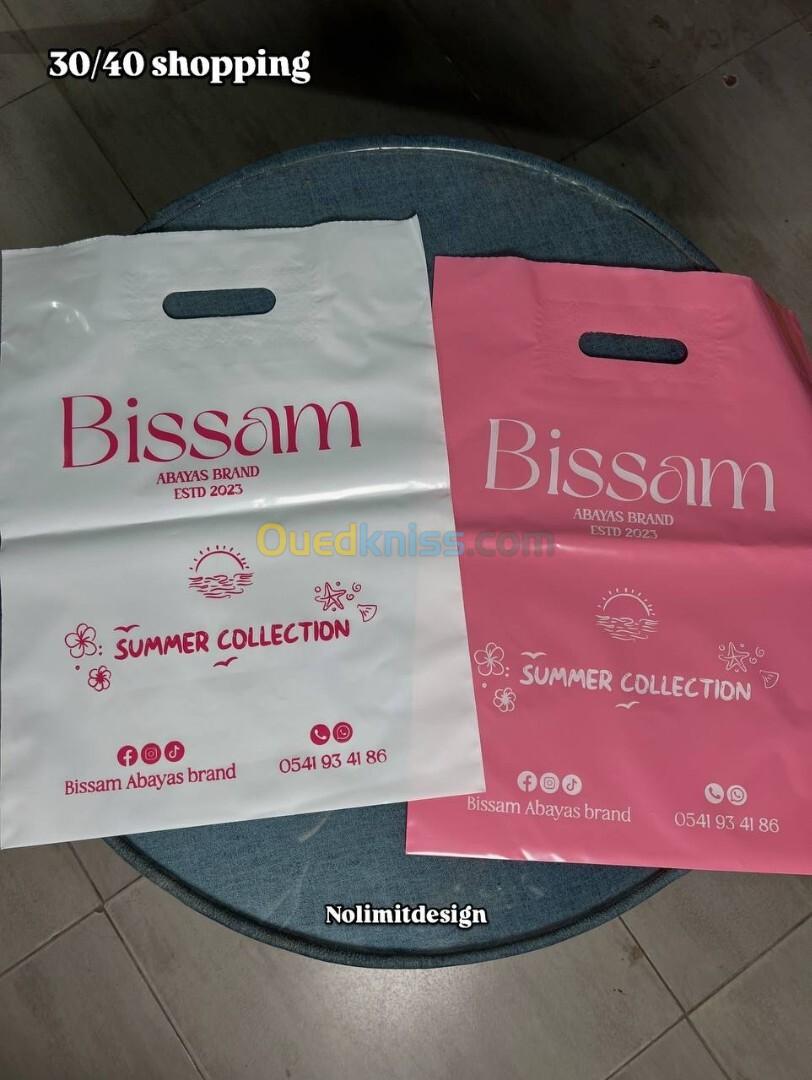 30/40 shopping
Bissam
ABAYAS BRAND
ESTD 2023
SUMMER COLLECTION
Bissam Abayas brand
0541 93 41 86
Bissam
ABAYAS BRAND
ESTD 2023
SUMMER COLLECTION
Bissam Abayas brand
0541 93 41 86
Ouedkniss.com
Nolimitdesign